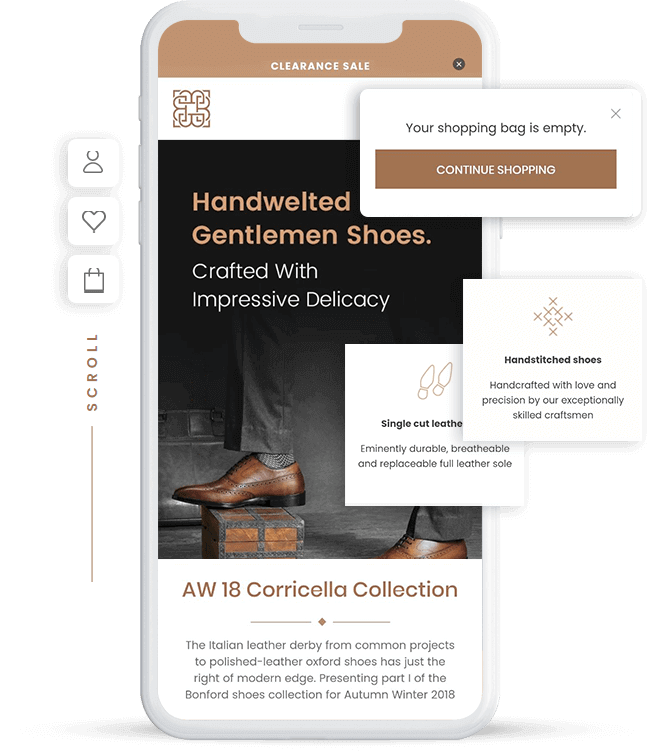 CLEARANCE SALE
Your shopping bag is empty.
CONTINUE SHOPPING
Handwelted
Gentlemen Shoes.
Crafted With
Impressive Delicacy
Handstitched shoes
Handcrafted with love and
precision by our exceptionally
skilled craftsmen
Single cut
Eminently durable, breatheable
and replaceable full leather sole
SCROLL
AW 18 Corricella Collection
The Italian leather derby from common projects
to polished-leather oxford shoes has just the
right of modern edge. Presenting part I of the
Bonford shoes collection for Autumn Winter 2018